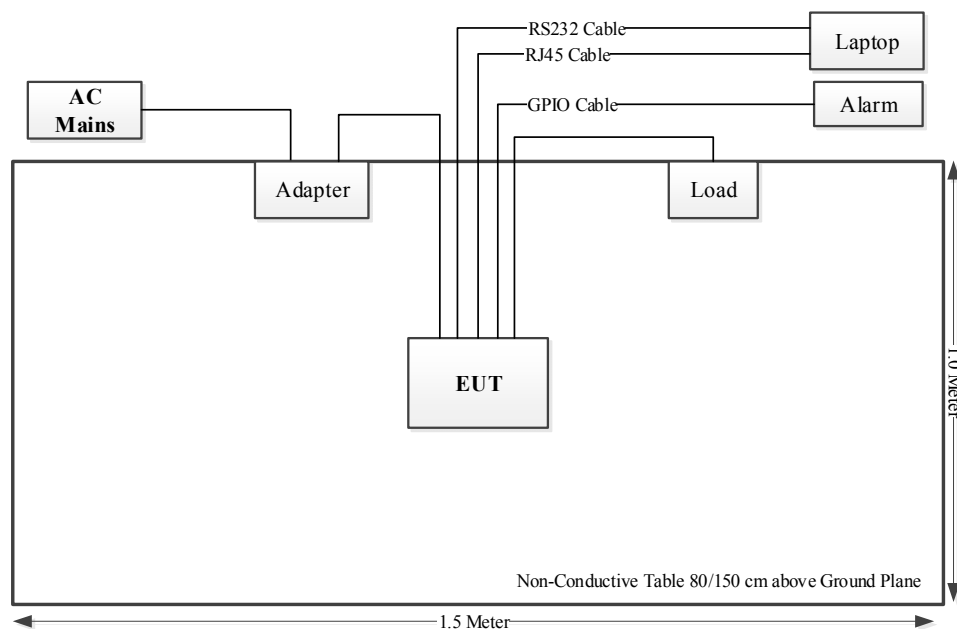 RS232 Cable
RJ45 Cable
Laptop
AC
Mains
GPIO Cable
Alarm
Adapter
Load
EUT
1.0 Meter
Non-Conductive Table 80/150 cm above Ground Plane
1.5 Meter